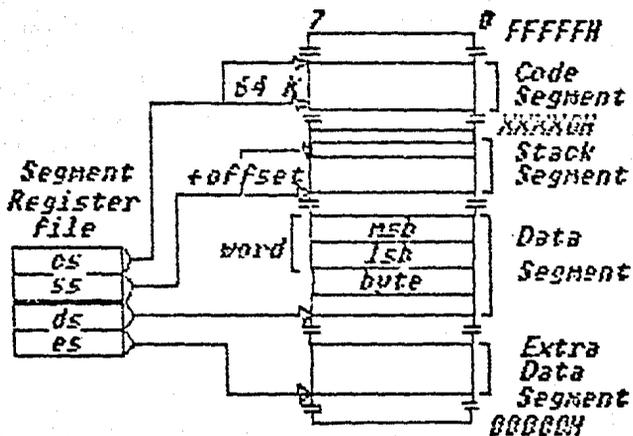 7 0 FFFFFH
64 K
Code
Segment
XXXX0H
Stack
Segment
+offset
Segment
Register
file
cs
ss
ds
es
word
msb
lsb
byte
Data
Segment
Extra
Data
Segment
00000H